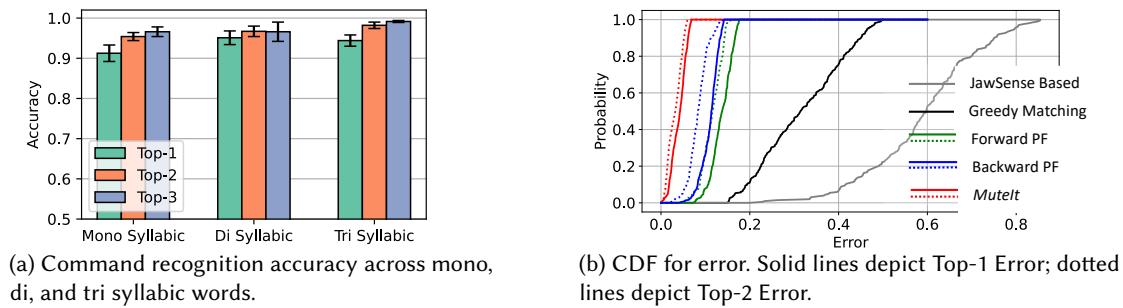 1.0
0.9
0.8
0.7
0.6
0.5
Accuracy
Top-1
Top-2
Top-3
Mono Syllabic
Di Syllabic
Tri Syllabic
(a) Command recognition accuracy across mono,
di, and tri syllabic words.
1.0
0.8
0.6
0.4
0.2
0.0
Probability
JawSense Based
Greedy Matching
Forward PF
Backward PF
MuteIt
0.0
0.2
0.4
0.6
0.8
Error
(b) CDF for error. Solid lines depict Top-1 Error; dotted
lines depict Top-2 Error.